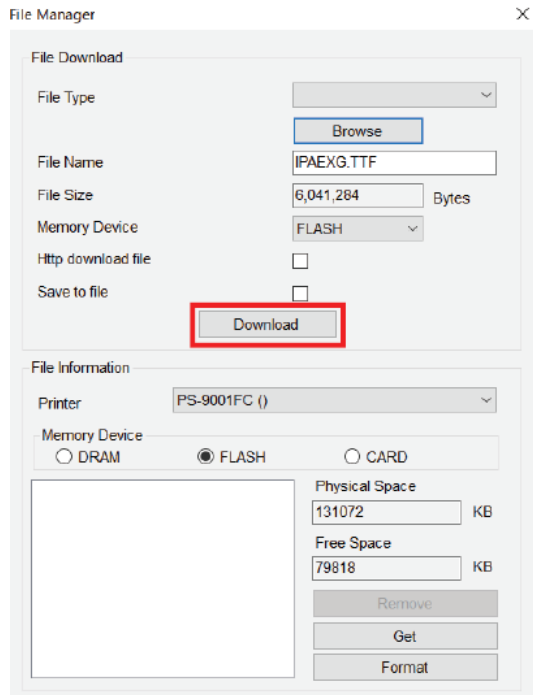 File Manager
File Download
File Type
Browse
File Name IPAEXG.TTF
File Size 6,041,284 Bytes
Memory Device FLASH
Http download file
Save to file
Download
File Information
Printer PS-9001FC ()
Memory Device
DRAM FLASH CARD
Physical Space
131072 KB
Free Space
79818 KB
Remove
Get
Format